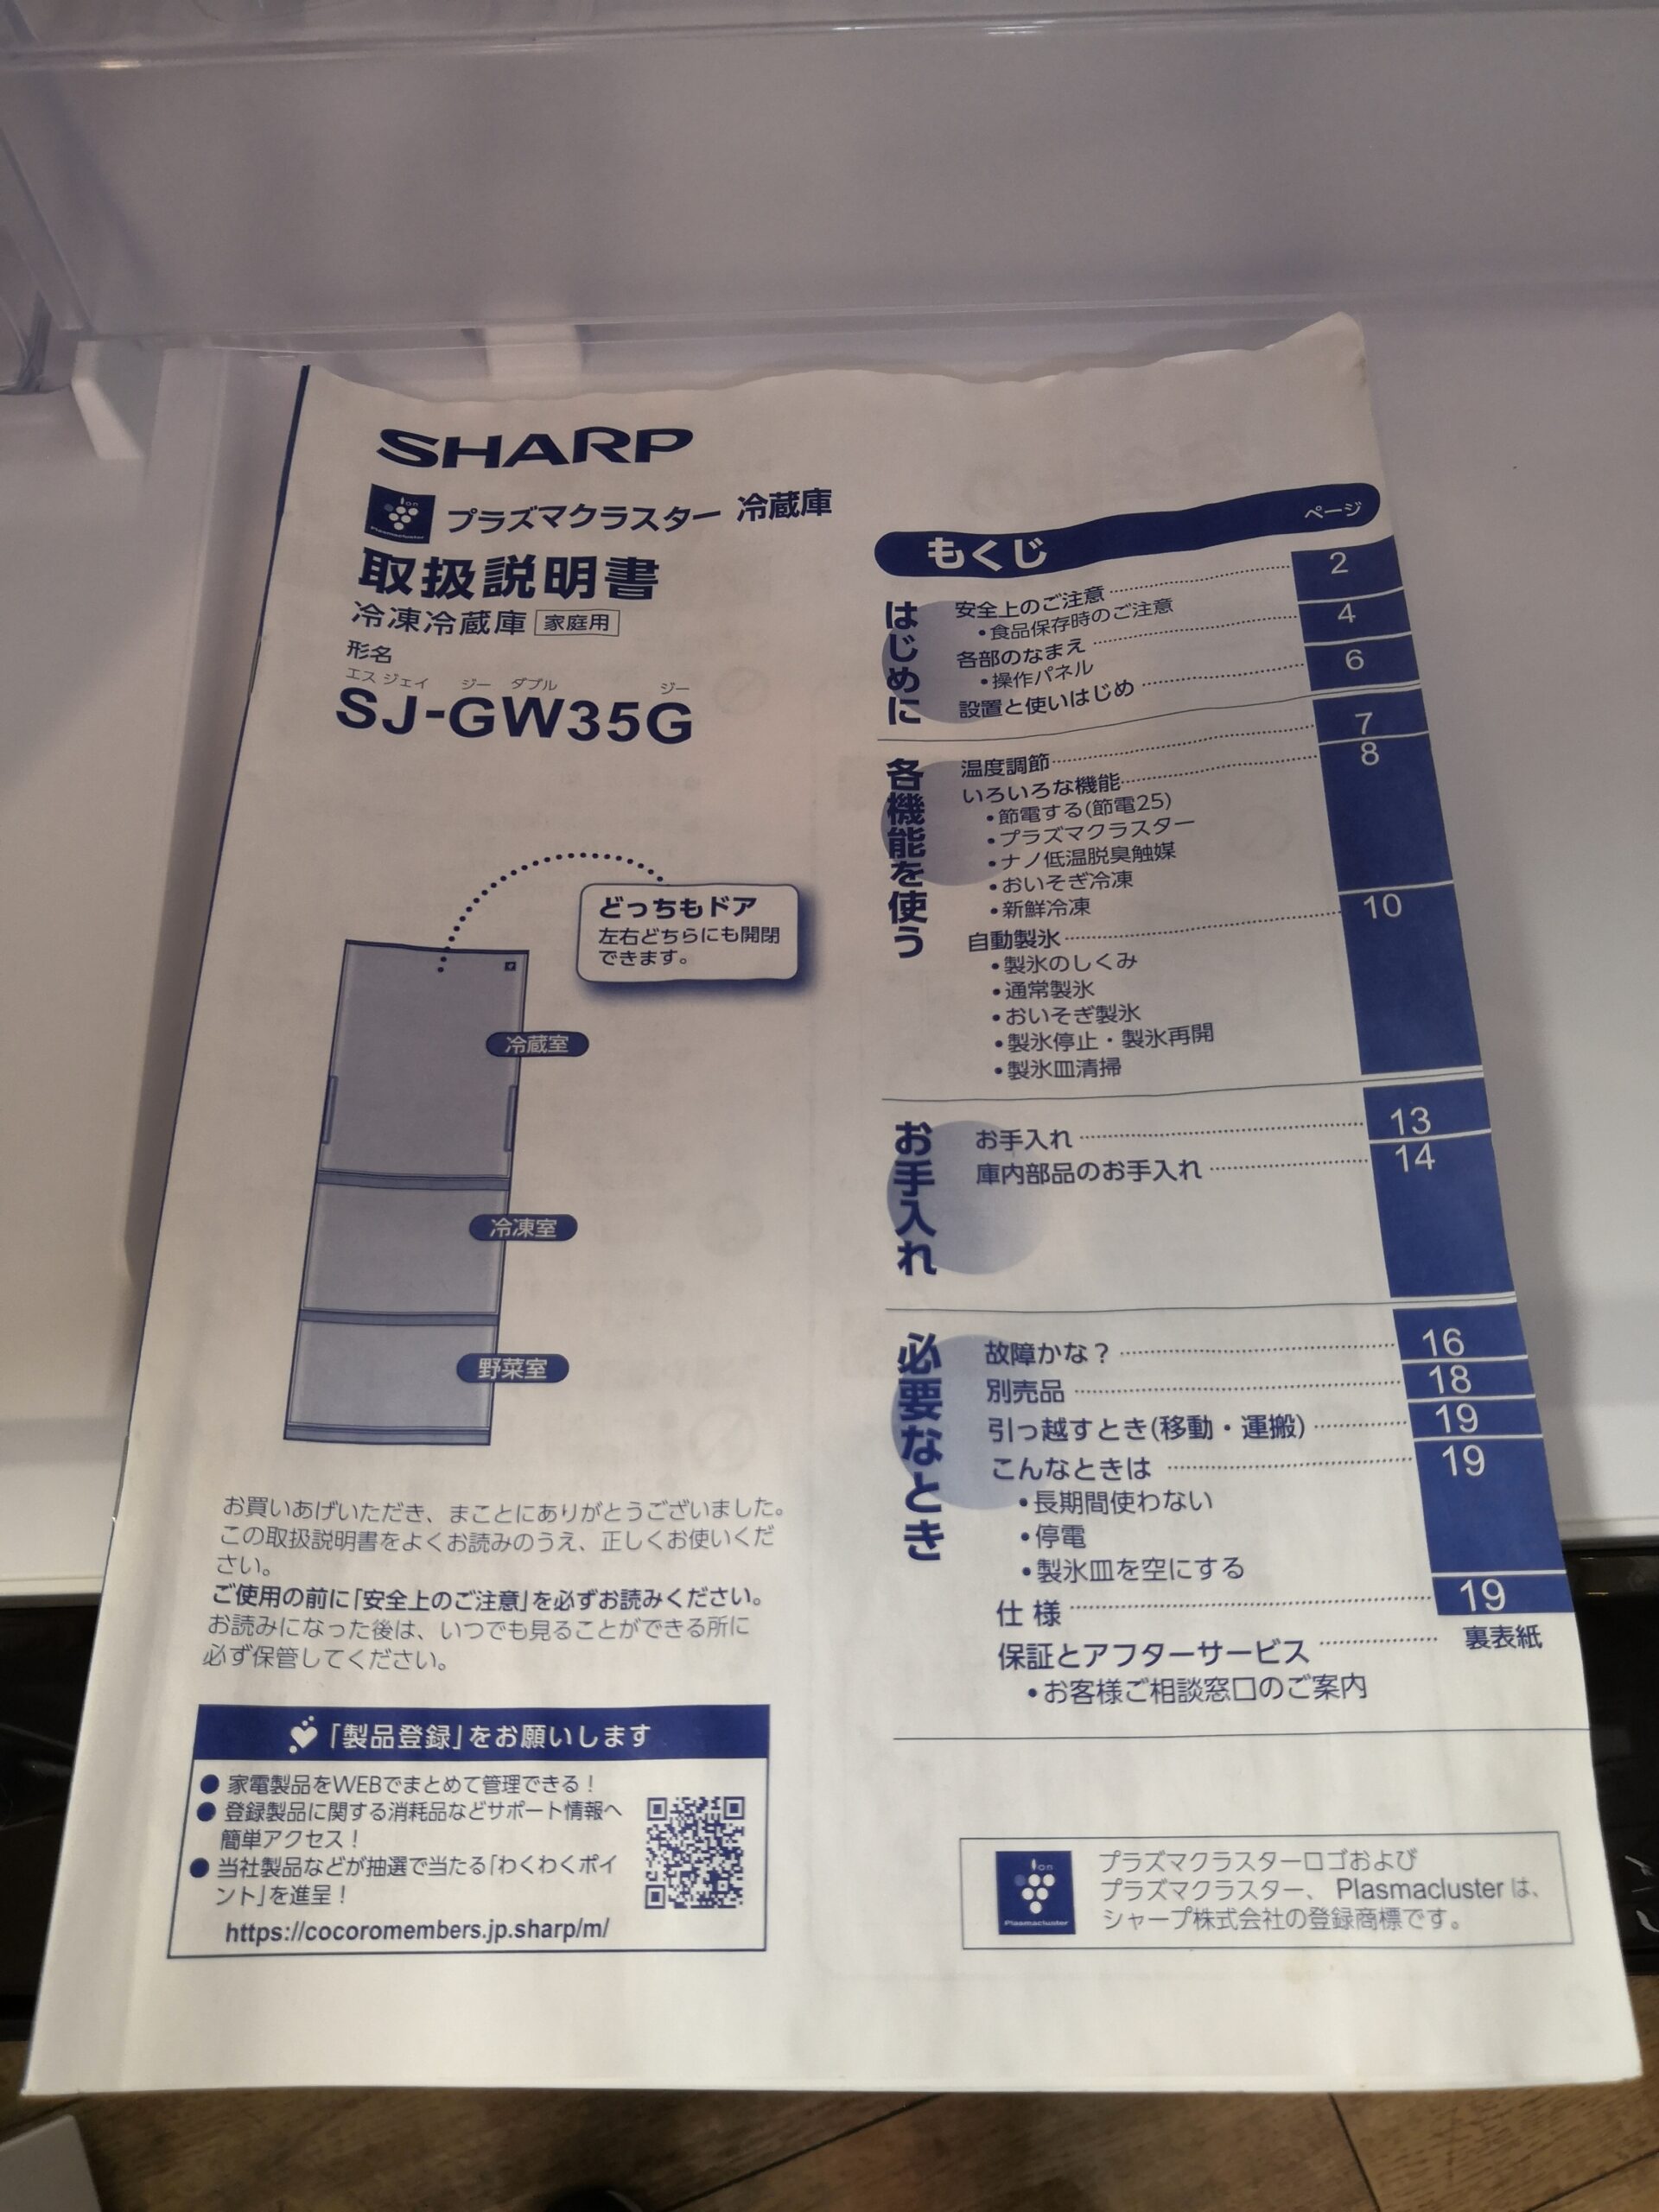 SHARP
ion
Plasmacluster
プラズマクラスター 冷蔵庫
取扱説明書
冷凍冷蔵庫 家庭用
形名
エス ジェイ ジー ダブル ジー
SJ-GW35G
どっちもドア
左右どちらにも開閉
できます。
冷蔵室
冷凍室
野菜室
お買いあげいただき、まことにありがとうございました。
この取扱説明書をよくお読みのうえ、正しくお使いくだ
さい。
ご使用の前に「安全上のご注意」を必ずお読みください。
お読みになった後は、いつでも見ることができる所に
必ず保管してください。
「製品登録」をお願いします
● 家電製品をWEBでまとめて管理できる！
● 登録製品に関する消耗品などサポート情報へ
簡単アクセス！
● 当社製品などが抽選で当たる「わくわくポイ
ント」を進呈！
https://cocoromembers.jp.sharp/m/
もくじ ページ
はじめに
安全上のご注意 2
• 食品保存時のご注意
各部のなまえ 4
• 操作パネル
設置と使いはじめ 6
各機能を使う
温度調節 7
いろいろな機能 8
• 節電する(節電25)
• プラズマクラスター
• ナノ低温脱臭触媒
• おいそぎ冷凍
• 新鮮冷凍
自動製氷 10
• 製氷のしくみ
• 通常製氷
• おいそぎ製氷
• 製氷停止・製氷再開
• 製氷皿清掃
お手入れ
お手入れ 13
庫内部品のお手入れ 14
必要なとき
故障かな？ 16
別売品 18
引っ越すとき(移動・運搬) 19
こんなときは 19
• 長期間使わない
• 停電
• 製氷皿を空にする
仕 様 19
保証とアフターサービス 裏表紙
• お客様ご相談窓口のご案内
ion
Plasmacluster
プラズマクラスターロゴおよび
プラズマクラスター、 Plasmacluster は、
シャープ株式会社の登録商標です。